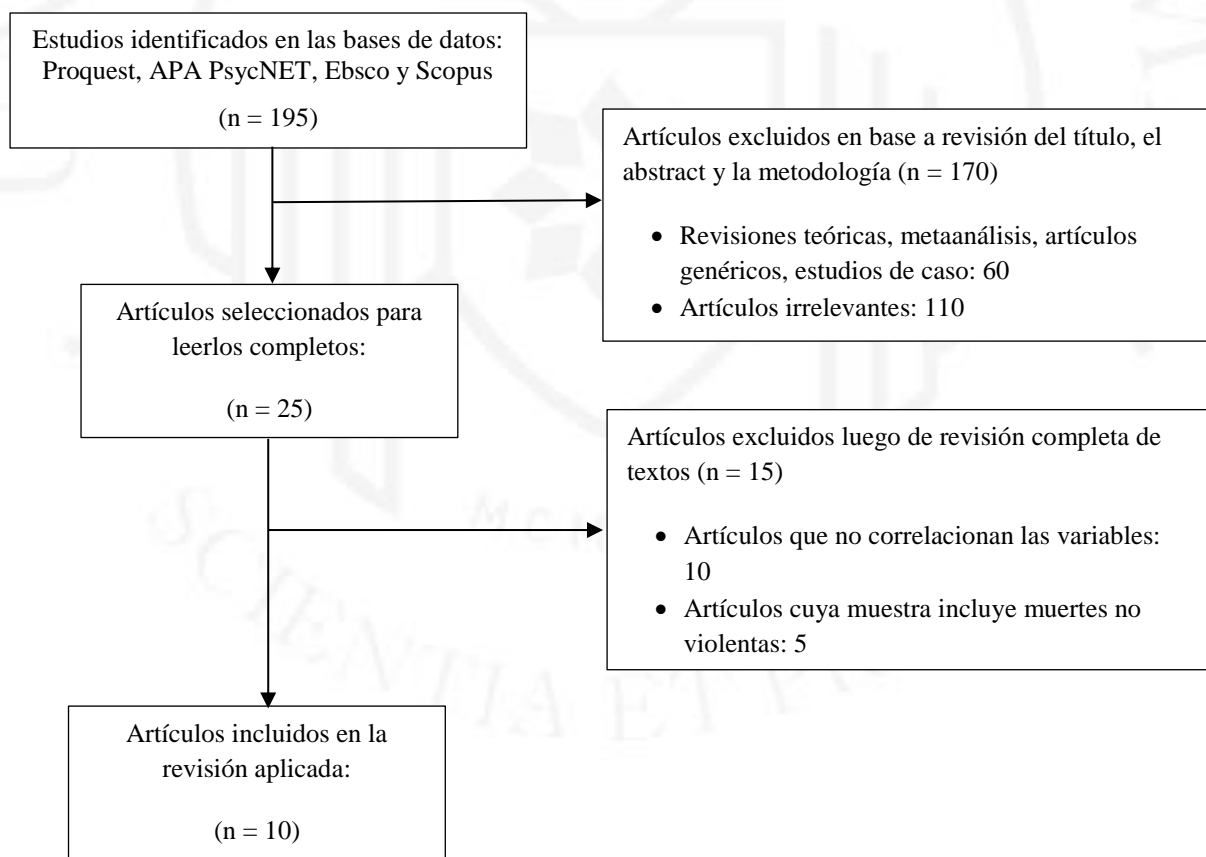 Estudios identificados en las bases de datos:
Proquest, APA PsycNET, Ebsco y Scopus
(n = 195)
Artículos excluidos en base a revisión del título, el
abstract y la metodología (n = 170)
• Revisiones teóricas, metaanálisis, artículos
genéricos, estudios de caso: 60
• Artículos irrelevantes: 110
Artículos seleccionados para
leerlos completos:
(n = 25)
Artículos excluidos luego de revisión completa de
textos (n = 15)
• Artículos que no correlacionan las variables:
10
• Artículos cuya muestra incluye muertes no
violentas: 5
Artículos incluidos en la
revisión aplicada:
(n = 10)
SCIENTIA ET